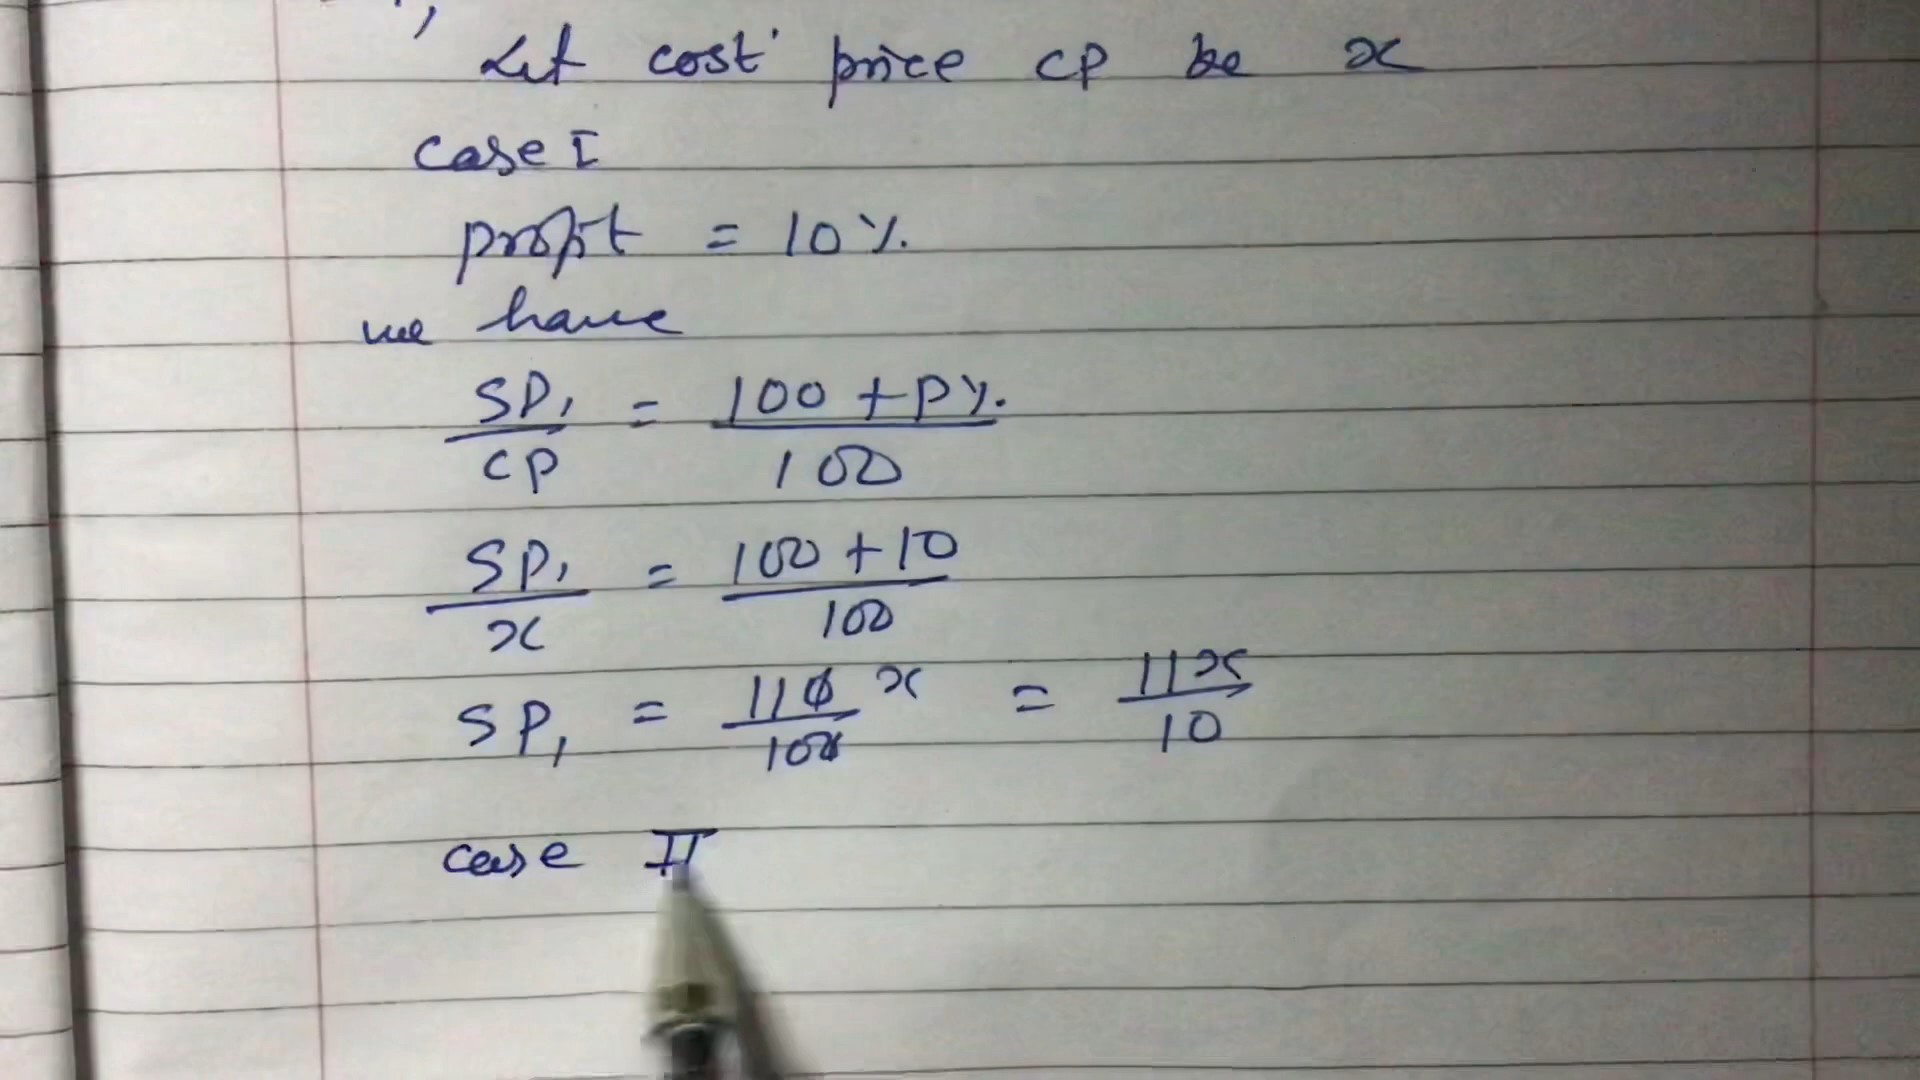 Let cost price CP be x
Case I
profit = 10%.
we have
SP₁/CP = (100 + P%.)/100
SP₁/x = (100 + 10)/100
SP₁ = 110/100 x = 11x/10
case II